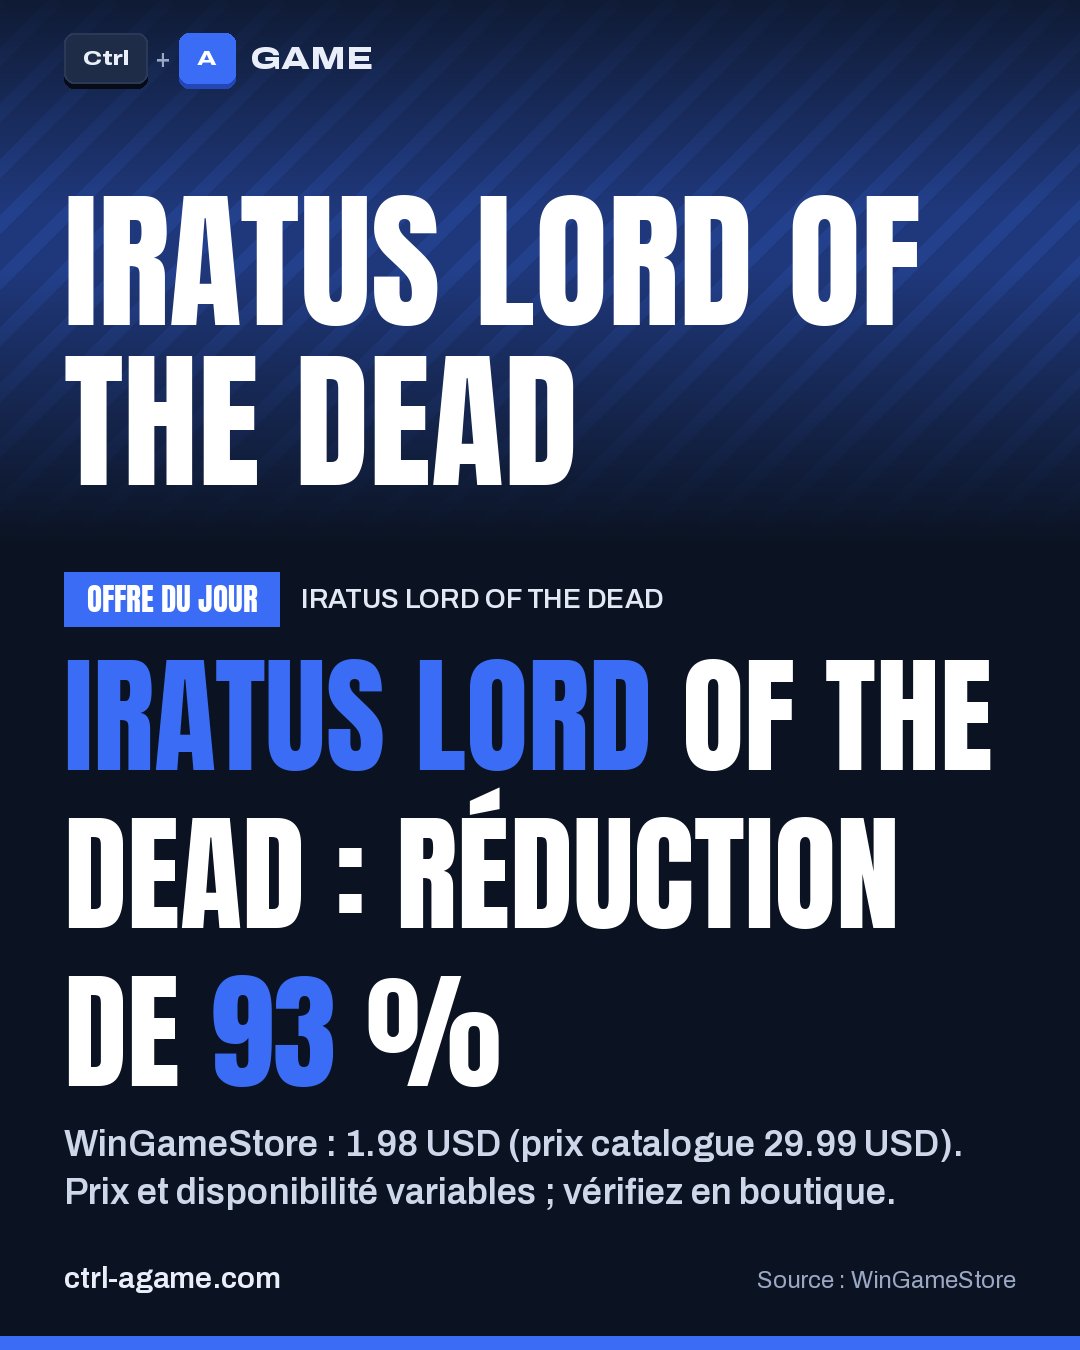 Ctrl + A GAME
IRATUS LORD OF
THE DEAD
OFFRE DU JOUR IRATUS LORD OF THE DEAD
IRATUS LORD OF THE
DEAD : RÉDUCTION
DE 93 %
WinGameStore : 1.98 USD (prix catalogue 29.99 USD).
Prix et disponibilité variables ; vérifiez en boutique.
ctrl-agame.com Source : WinGameStore